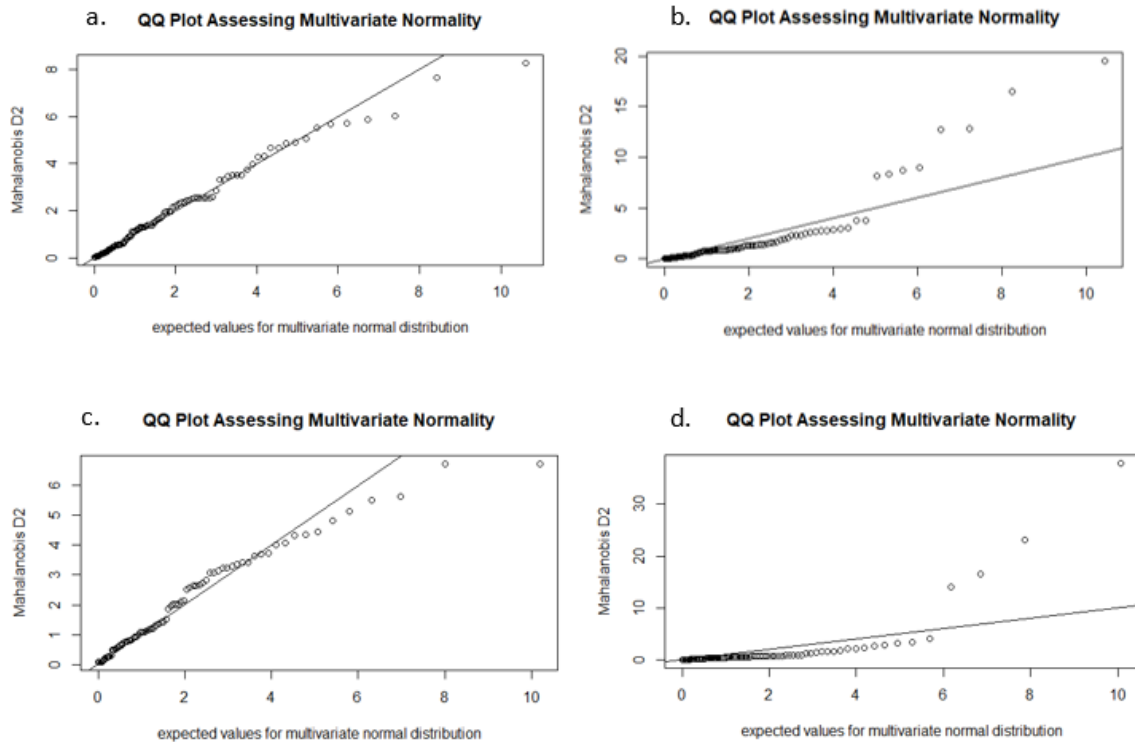 a. QQ Plot Assessing Multivariate Normality
Mahalanobis D2
0 2 4 6 8
0 2 4 6 8 10
expected values for multivariate normal distribution
b. QQ Plot Assessing Multivariate Normality
Mahalanobis D2
0 5 10 15 20
0 2 4 6 8 10
expected values for multivariate normal distribution
c. QQ Plot Assessing Multivariate Normality
Mahalanobis D2
0 1 2 3 4 5 6
0 2 4 6 8 10
expected values for multivariate normal distribution
d. QQ Plot Assessing Multivariate Normality
Mahalanobis D2
0 10 20 30
0 2 4 6 8 10
expected values for multivariate normal distribution